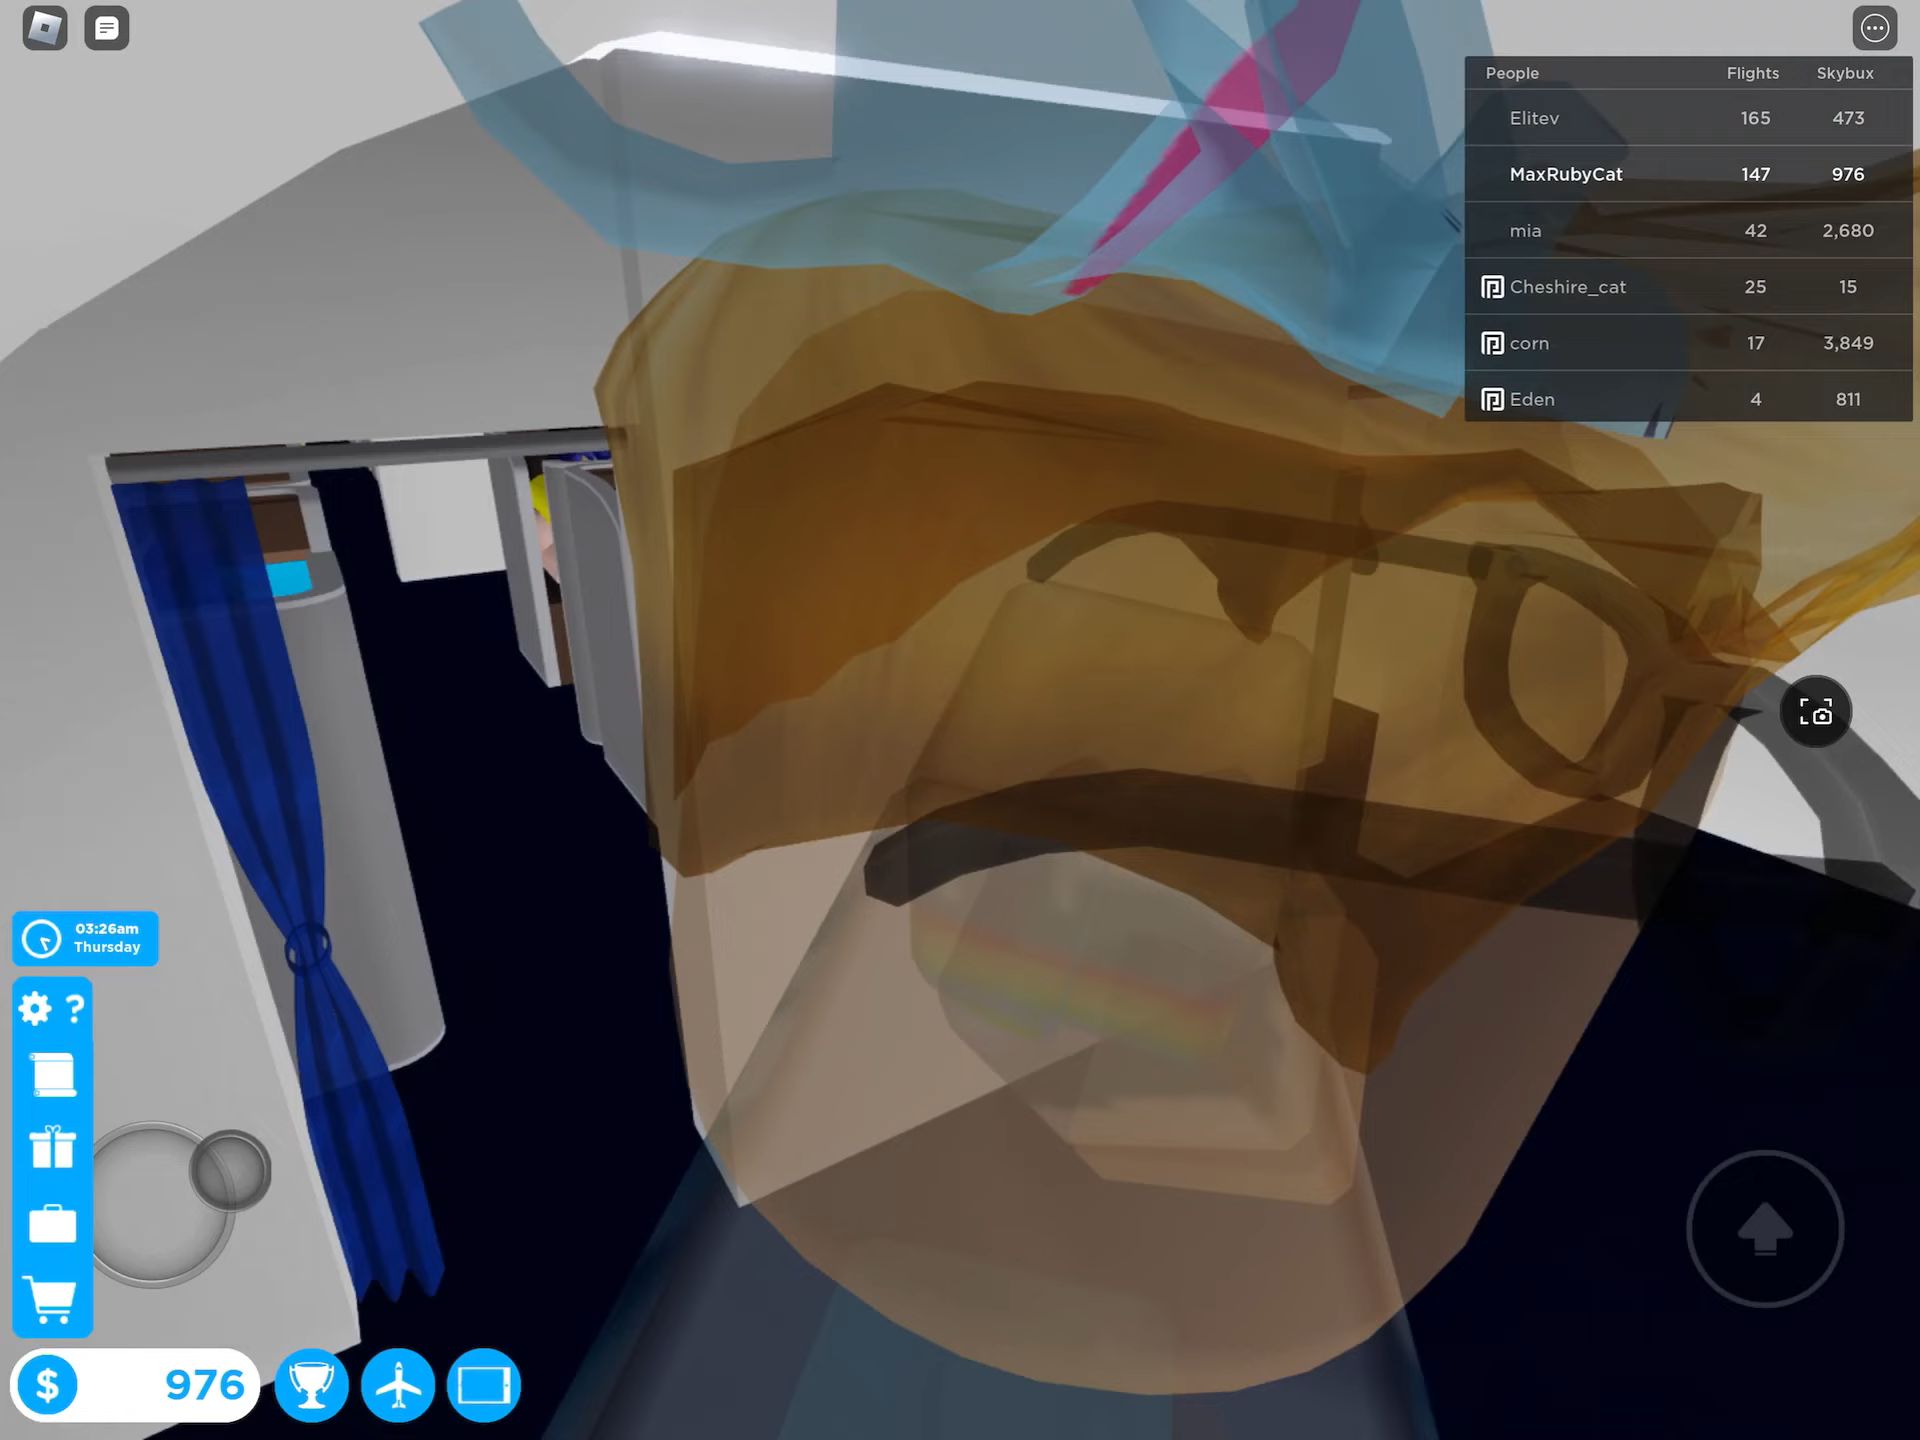 People Flights Skybux
Elitev 165 473
MaxRubyCat 147 976
mia 42 2,680
Cheshire_cat 25 15
corn 17 3,849
Eden 4 811
03:26am
Thursday
?
$ 976